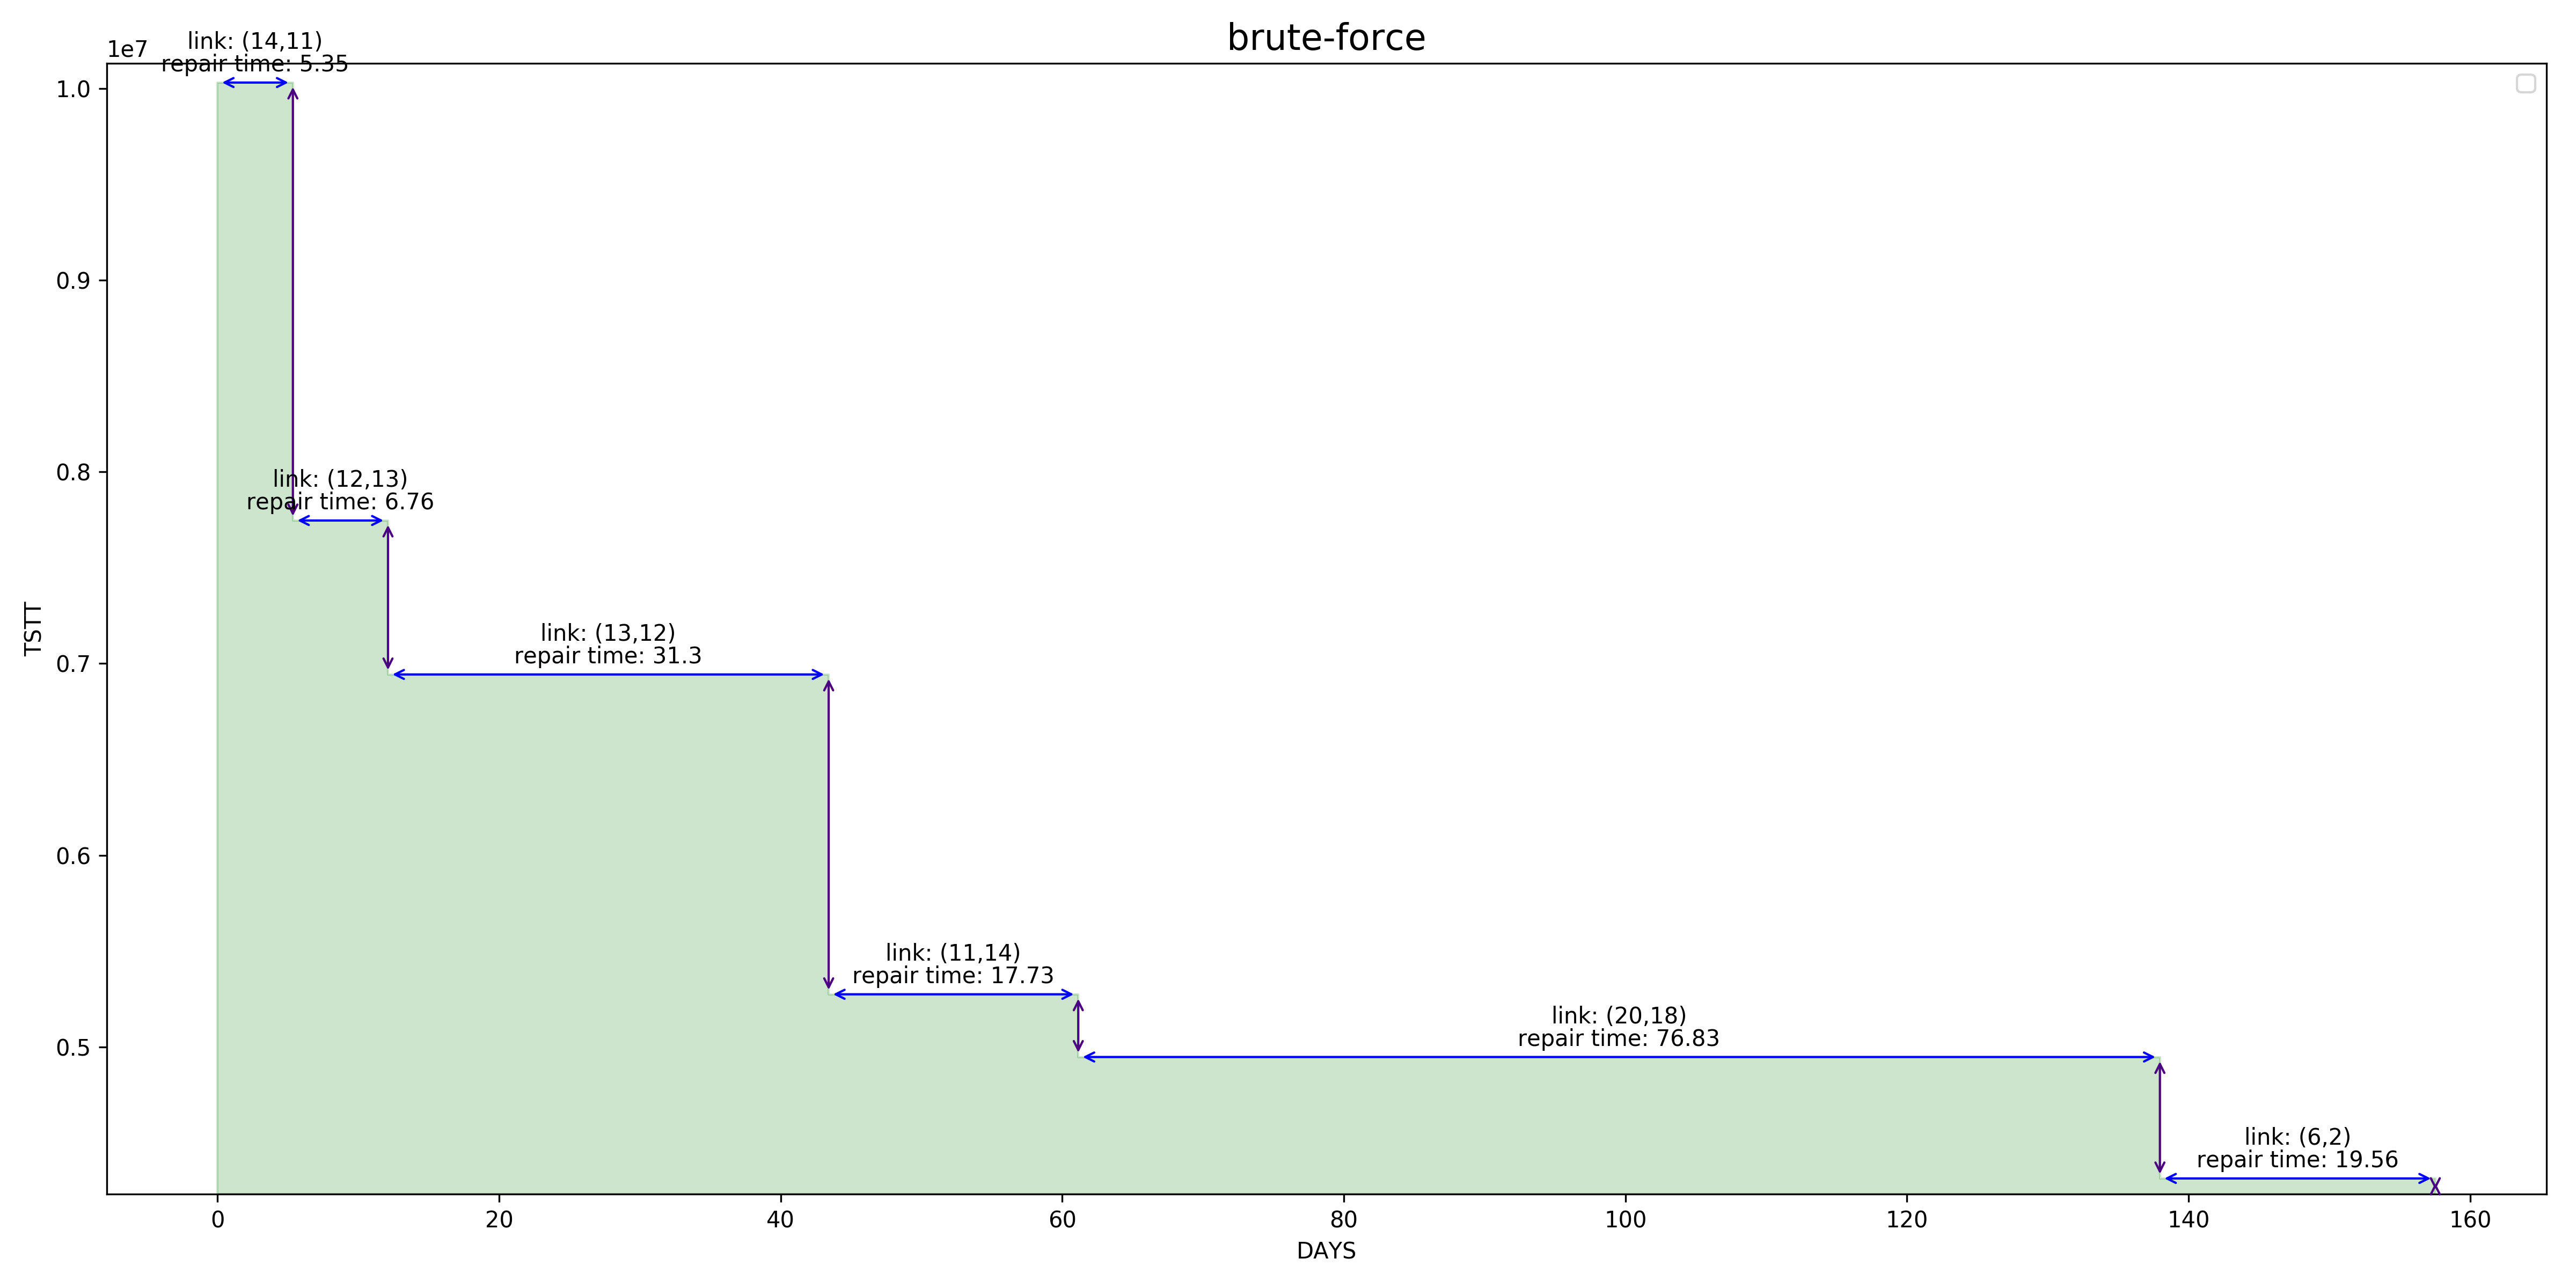 brute-force
1e7
link: (14,11)
repair time: 5.35
1.0
0.9
0.8
link: (12,13)
repair time: 6.76
0.7
link: (13,12)
repair time: 31.3
TSTT
0.6
link: (11,14)
repair time: 17.73
0.5
link: (20,18)
repair time: 76.83
link: (6,2)
repair time: 19.56
0 20 40 60 80 100 120 140 160
DAYS